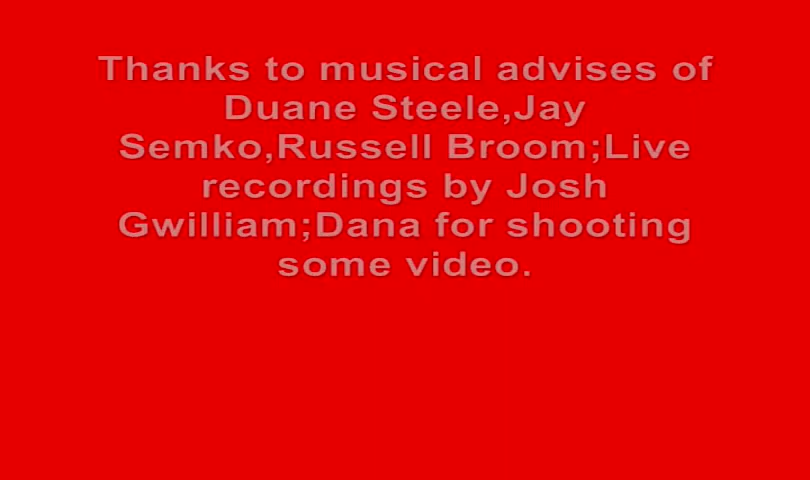 Thanks to musical advises of
Duane Steele,Jay
Semko,Russell Broom;Live
recordings by Josh
Gwilliam;Dana for shooting
some video.